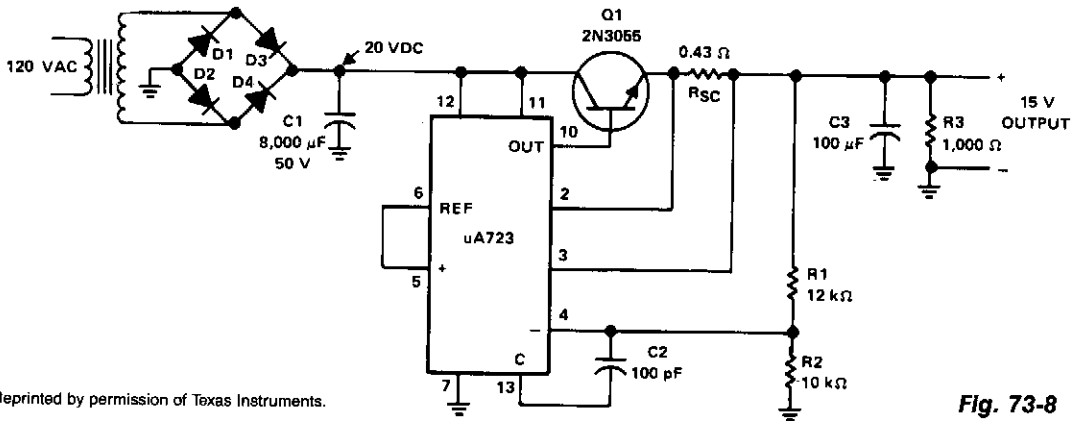 120 VAC
D1
D3
D2
D4
20 VDC
C1
8,000 μF
50 V
Q1
2N3055
0.43 Ω
RSC
12
11
10
OUT
6
REF
uA723
2
3
5
+
4
−
C
7
13
C2
100 pF
R1
12 kΩ
R2
10 kΩ
C3
100 μF
R3
1,000 Ω
+
15 V
OUTPUT
−
Reprinted by permission of Texas Instruments.
Fig. 73-8